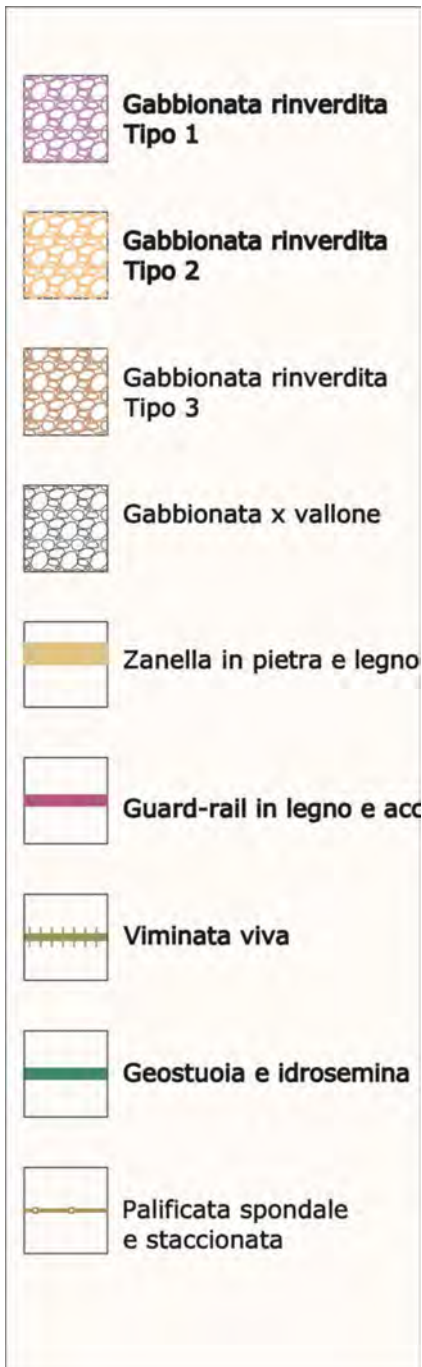 Gabbionata rinverdita
Tipo 1
Gabbionata rinverdita
Tipo 2
Gabbionata rinverdita
Tipo 3
Gabbionata x vallone
Zanella in pietra e legno
Guard-rail in legno e acc
Viminata viva
Geostuoia e idrosemina
Palificata spondale
e staccionata